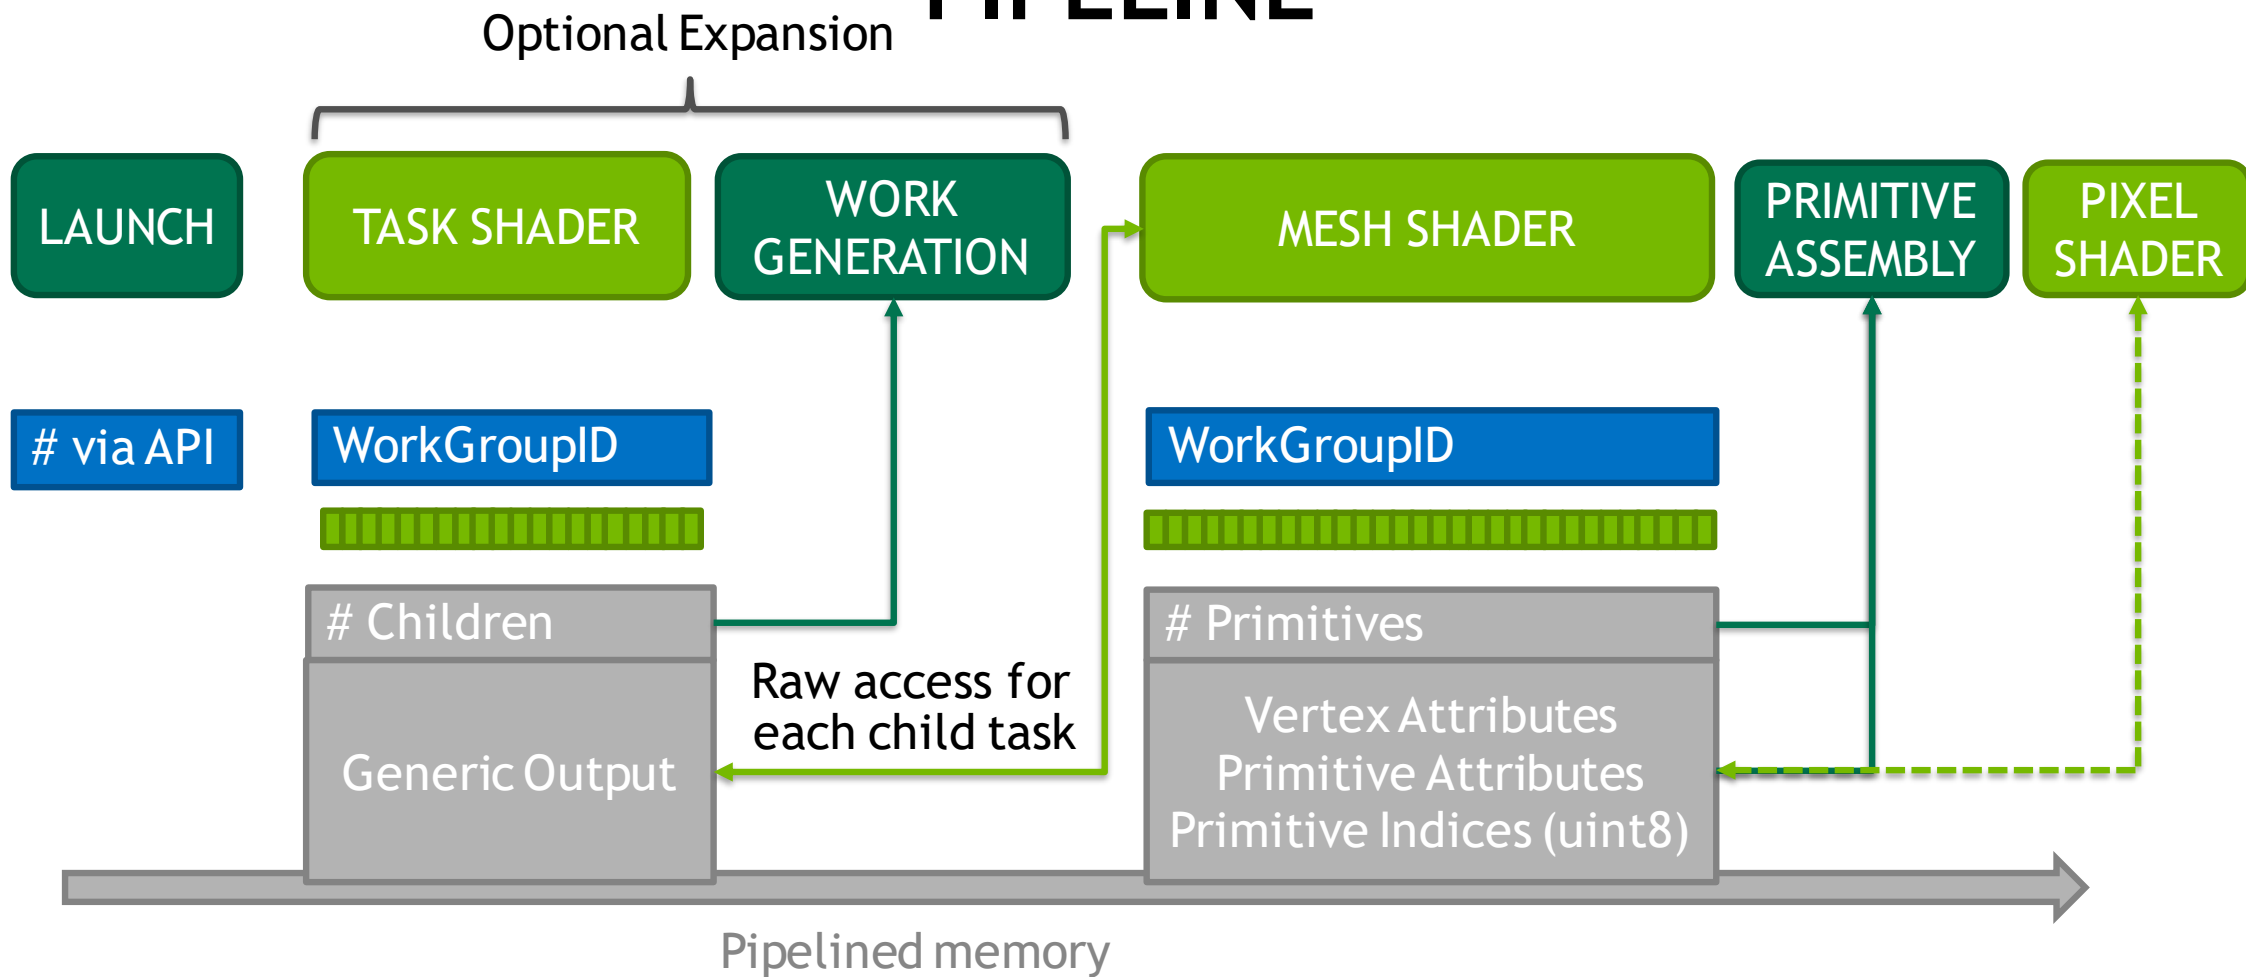 PIPELINE
Optional Expansion
LAUNCH
TASK SHADER
WORK
GENERATION
MESH SHADER
PRIMITIVE
ASSEMBLY
PIXEL
SHADER
# via API
WorkGroupID
WorkGroupID
# Children
Generic Output
Raw access for
each child task
# Primitives
Vertex Attributes
Primitive Attributes
Primitive Indices (uint8)
Pipelined memory